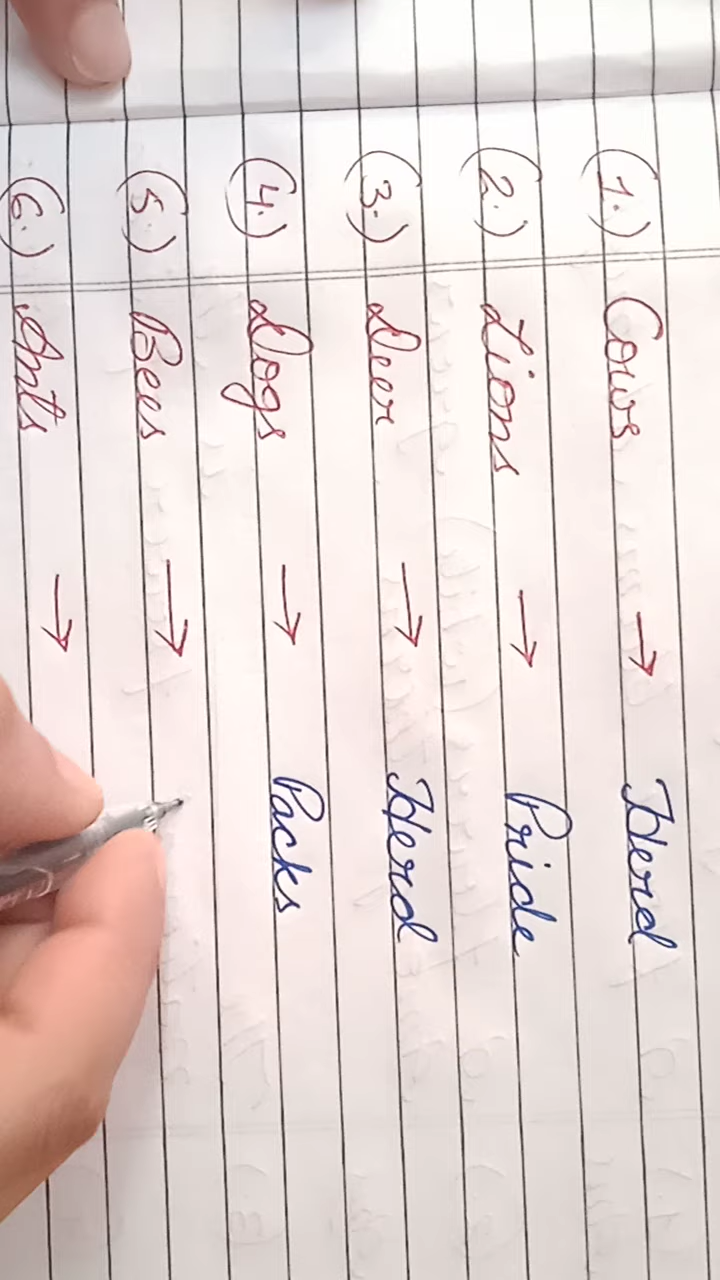 (1.) Cows → Herd
(2.) Lions → Pride
(3.) Deer → Herd
(4.) Dogs → Packs
(5.) Bees →
(6.) Ants →